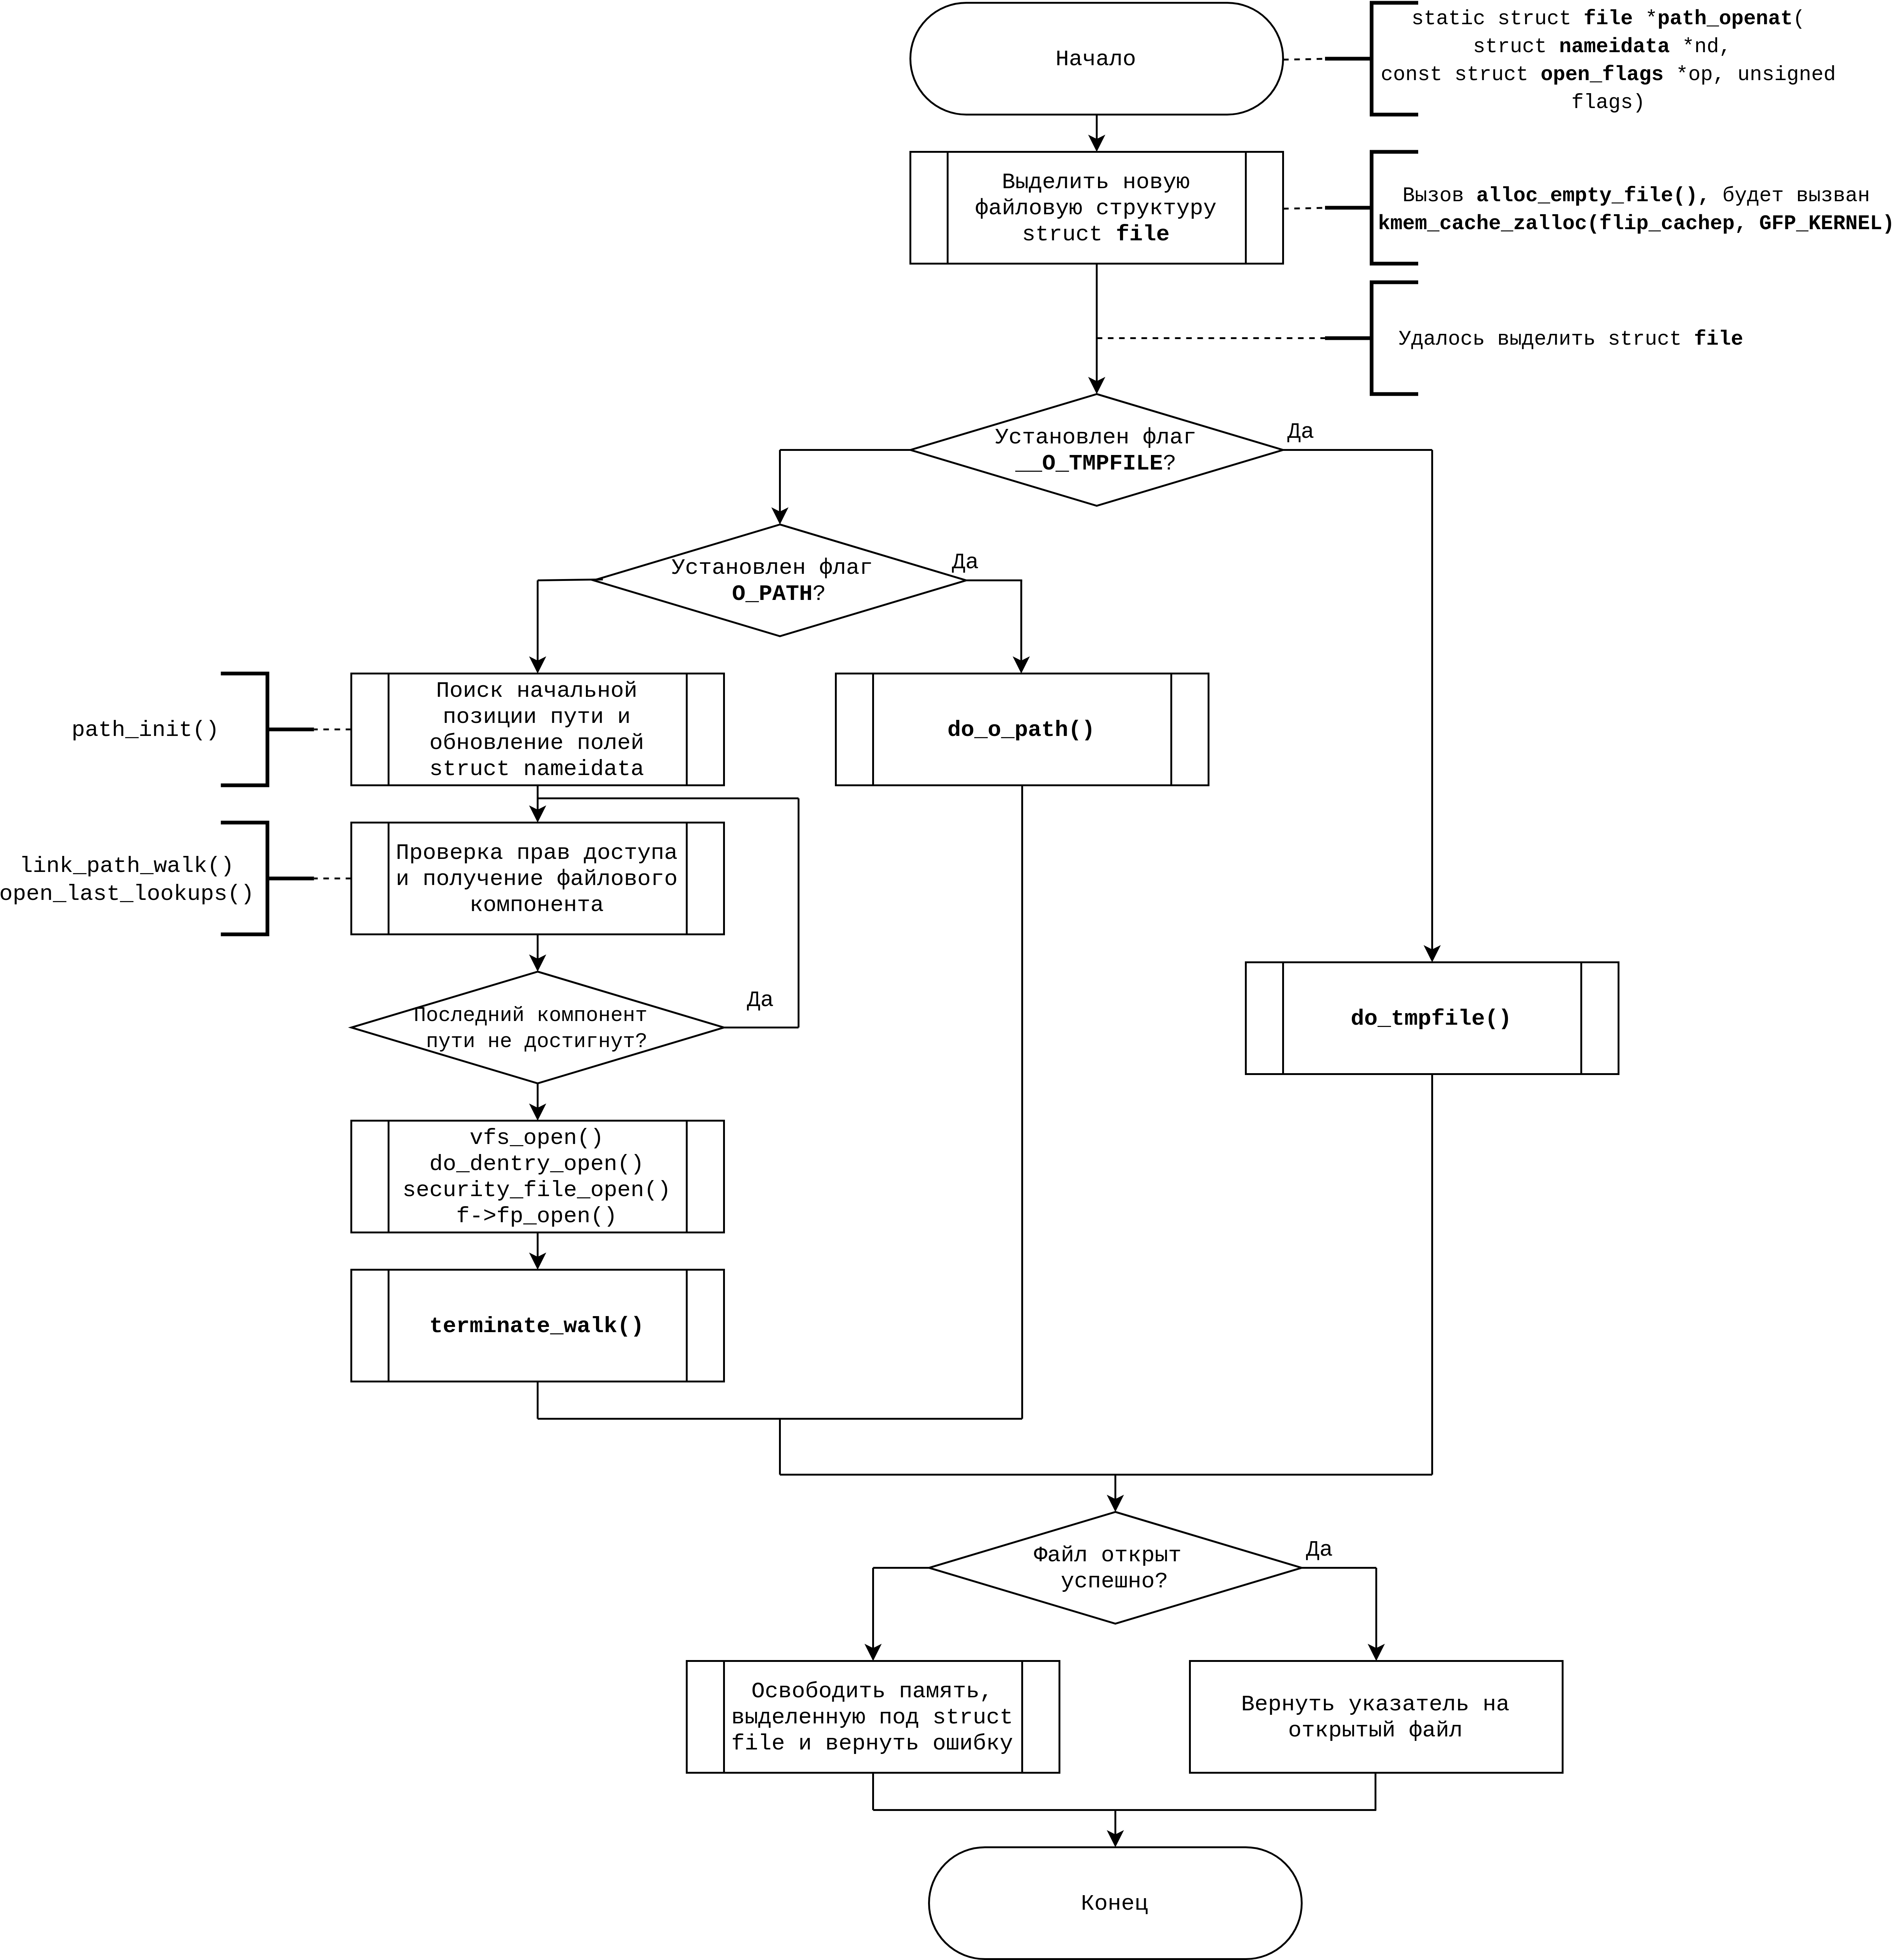 Начало
static struct file *path_openat(
struct nameidata *nd,
const struct open_flags *op, unsigned
flags)
Выделить новую
файловую структуру
struct file
Вызов alloc_empty_file(), будет вызван
kmem_cache_zalloc(flip_cachep, GFP_KERNEL)
Удалось выделить struct file
Установлен флаг
__O_TMPFILE?
Да
Установлен флаг
O_PATH?
Да
path_init()
Поиск начальной
позиции пути и
обновление полей
struct nameidata
do_o_path()
link_path_walk()
open_last_lookups()
Проверка прав доступа
и получение файлового
компонента
Последний компонент
пути не достигнут?
Да
do_tmpfile()
vfs_open()
do_dentry_open()
security_file_open()
f->fp_open()
terminate_walk()
Файл открыт
успешно?
Да
Освободить память,
выделенную под struct
file и вернуть ошибку
Вернуть указатель на
открытый файл
Конец